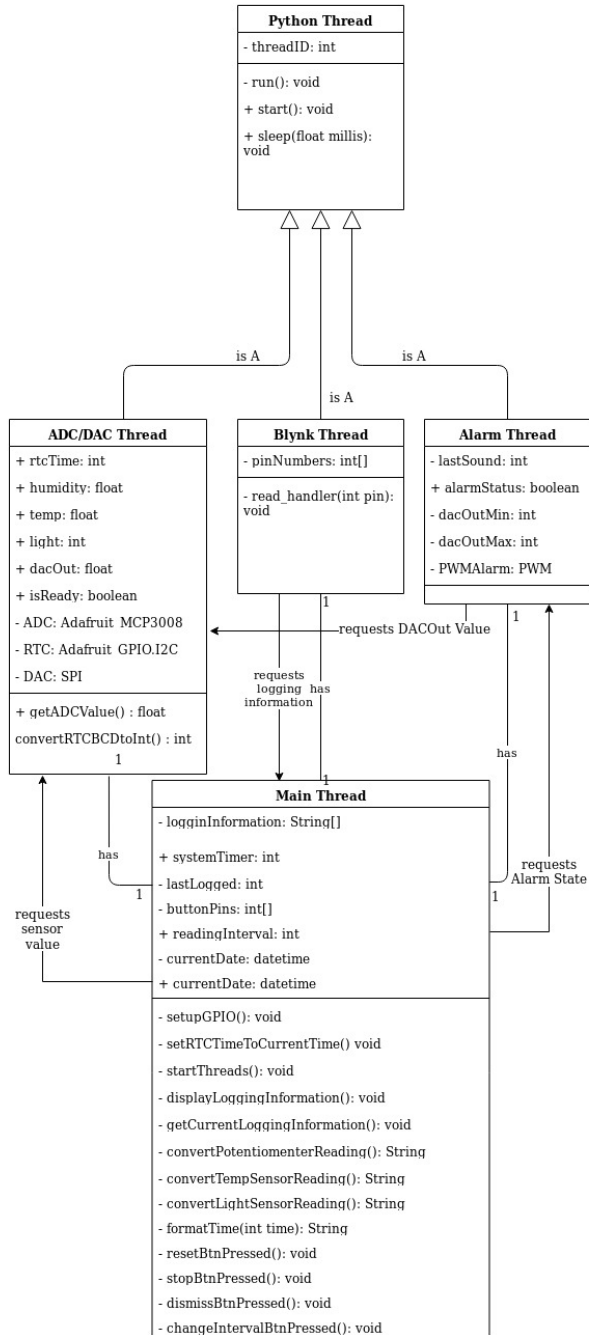 Python Thread
- threadID: int
- run(): void
+ start(): void
+ sleep(float millis):
void
is A
is A
is A
ADC/DAC Thread
+ rtcTime: int
+ humidity: float
+ temp: float
+ light: int
+ dacOut: float
+ isReady: boolean
- ADC: Adafruit_MCP3008
- RTC: Adafruit_GPIO.I2C
- DAC: SPI
+ getADCValue() : float
convertRTCBCDtoInt() : int
1
Blynk Thread
- pinNumbers: int[]
- read_handler(int pin):
void
1
Alarm Thread
- lastSound: int
+ alarmStatus: boolean
- dacOutMin: int
- dacOutMax: int
- PWMAlarm: PWM
1
requests DACOut Value
requests
logging
information
has
1
has
has
1
1
requests
sensor
value
requests
Alarm State
Main Thread
- logginInformation: String[]
+ systemTimer: int
- lastLogged: int
- buttonPins: int[]
+ readingInterval: int
- currentDate: datetime
+ currentDate: datetime
- setupGPIO(): void
- setRTCTimeToCurrentTime() void
- startThreads(): void
- displayLoggingInformation(): void
- getCurrentLoggingInformation(): void
- convertPotentiomenterReading(): String
- convertTempSensorReading(): String
- convertLightSensorReading(): String
- formatTime(int time): String
- resetBtnPressed(): void
- stopBtnPressed(): void
- dismissBtnPressed(): void
- changeIntervalBtnPressed(): void